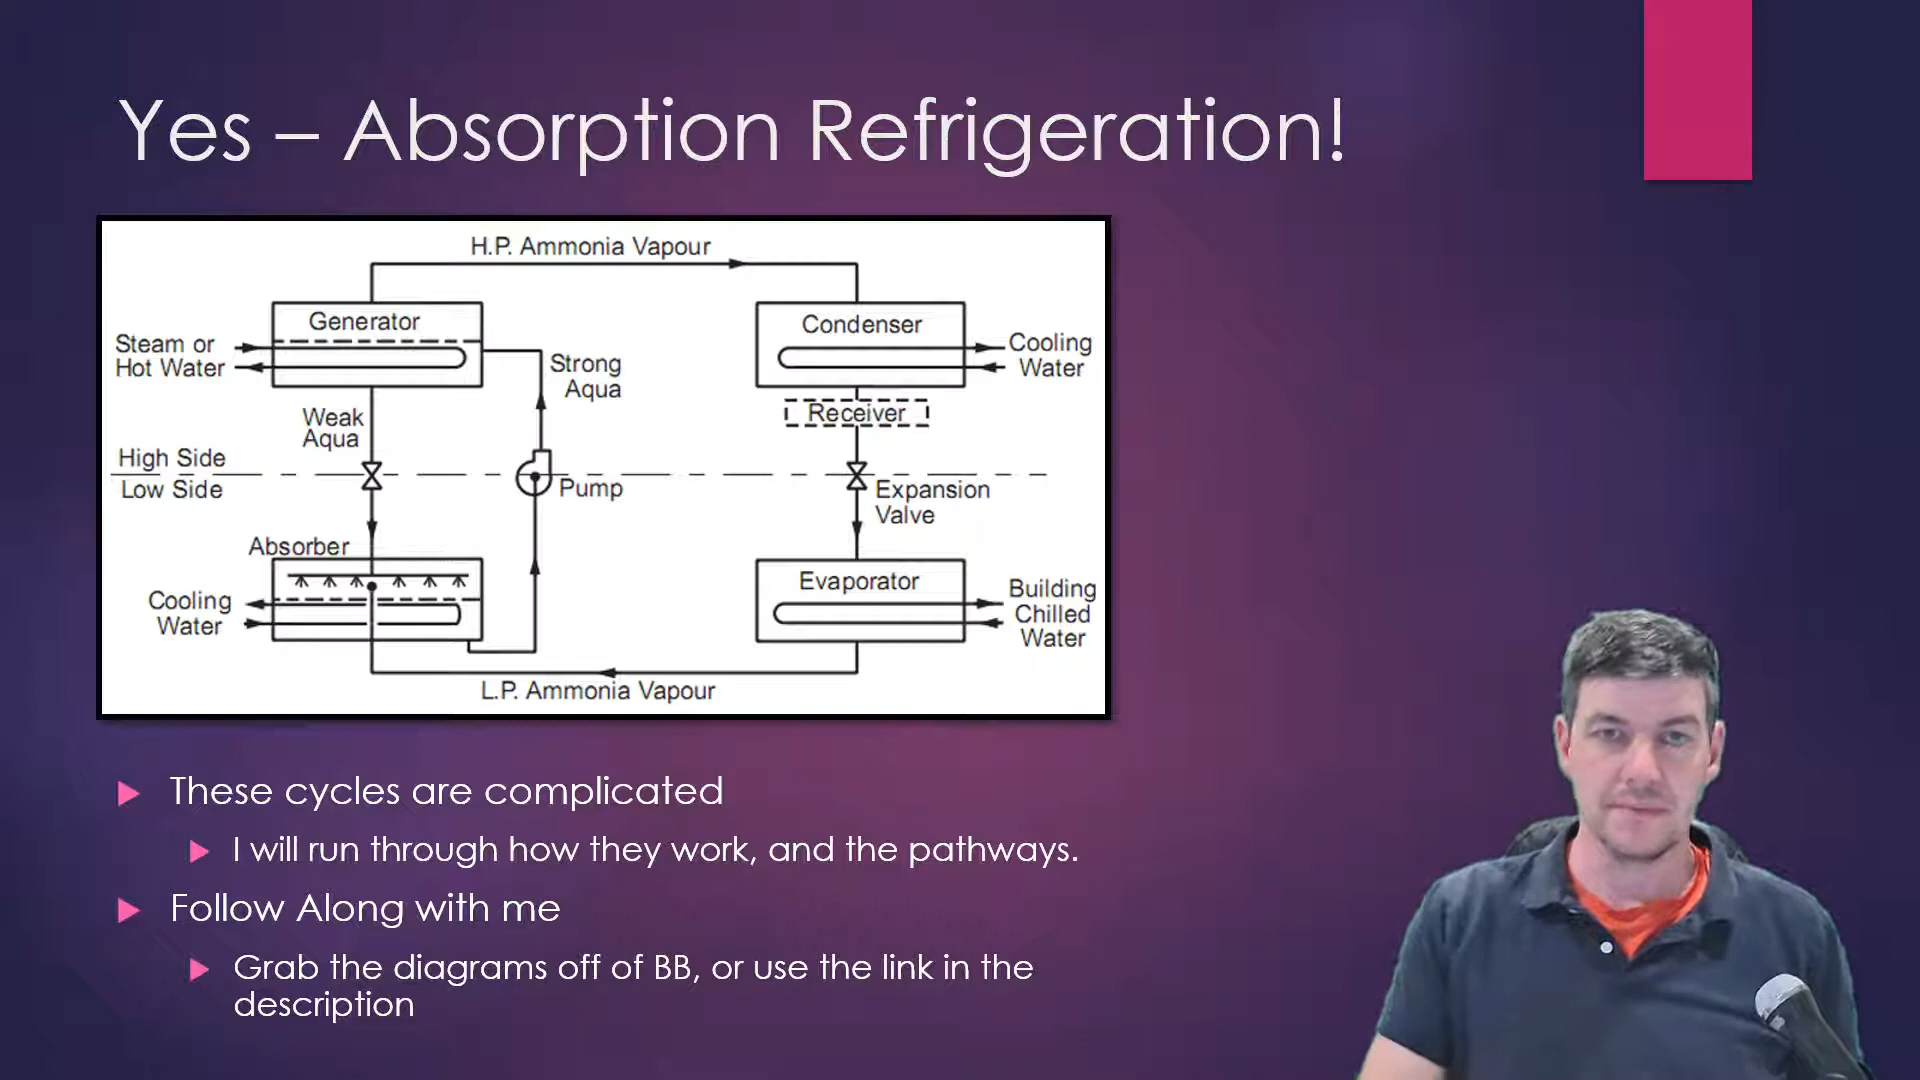 Yes – Absorption Refrigeration!
H.P. Ammonia Vapour
Generator
Condenser
Steam or
Hot Water
Cooling
Water
Strong
Aqua
Receiver
Weak
Aqua
High Side
Low Side
Pump
Expansion
Valve
Absorber
Evaporator
Cooling
Water
Building
Chilled
Water
L.P. Ammonia Vapour
These cycles are complicated
I will run through how they work, and the pathways.
Follow Along with me
Grab the diagrams off of BB, or use the link in the
description